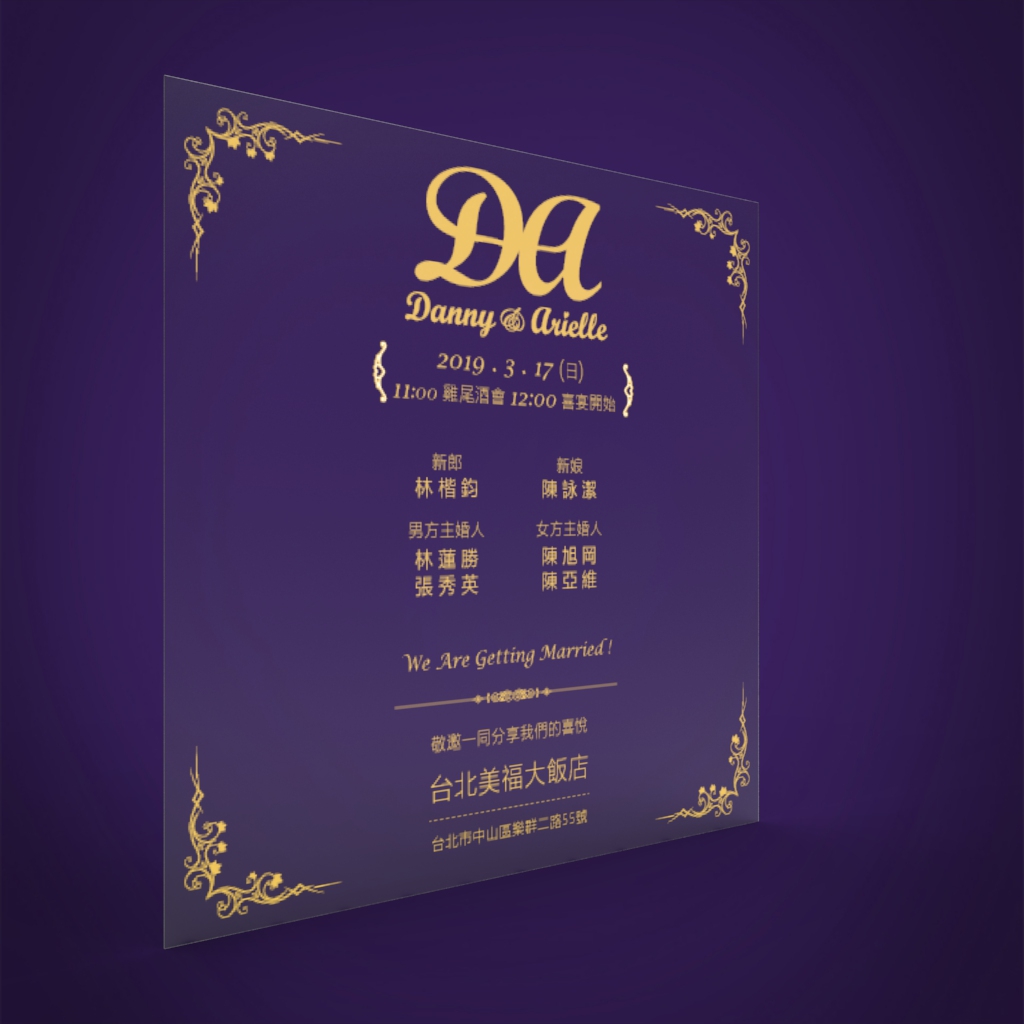 DA
Danny & Arielle
2019 . 3 . 17 (日)
11:00 雞尾酒會 12:00 喜宴開始
新郎 新娘
林楷鈞 陳詠潔
男方主婚人 女方主婚人
林蓮勝 陳旭岡
張秀英 陳亞維
We Are Getting Married !
敬邀一同分享我們的喜悅
台北美福大飯店
台北市中山區樂群二路55號